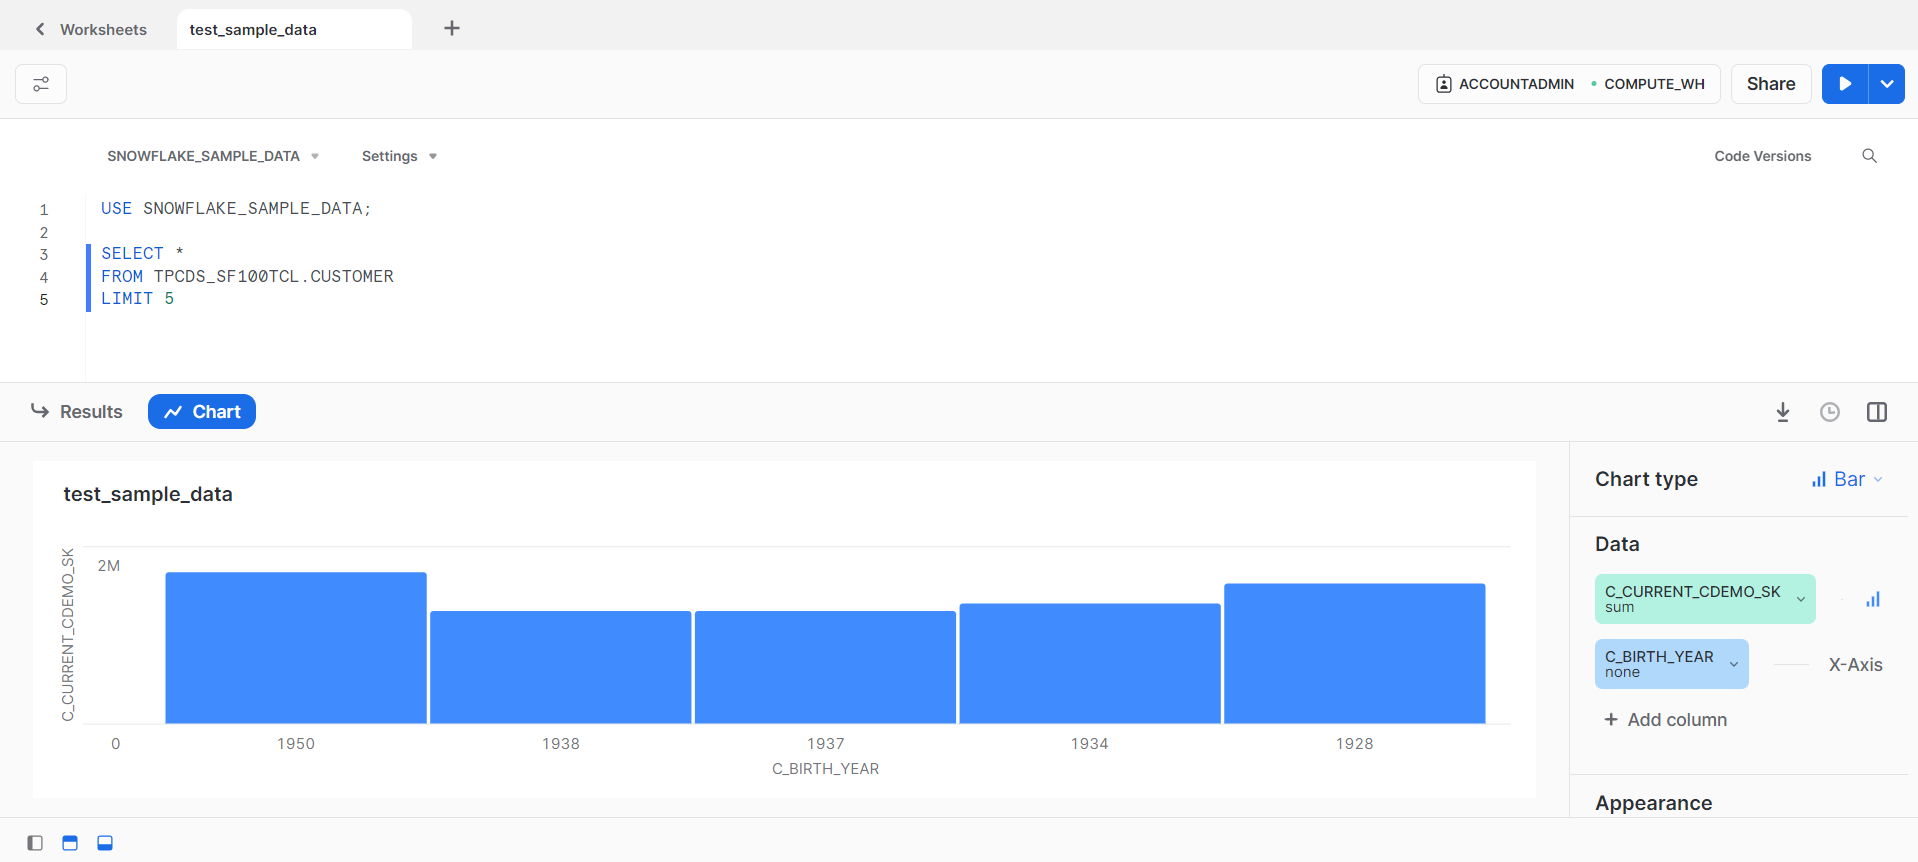 Worksheets
test_sample_data
ACCOUNTADMIN
COMPUTE_WH
Share
SNOWFLAKE_SAMPLE_DATA
Settings
Code Versions
1 USE SNOWFLAKE_SAMPLE_DATA;
2
3 SELECT *
4 FROM TPCDS_SF100TCL.CUSTOMER
5 LIMIT 5
Results
Chart
test_sample_data
C_CURRENT_CDEMO_SK
2M
0
1950
1938
1937
1934
1928
C_BIRTH_YEAR
Chart type
Bar
Data
C_CURRENT_CDEMO_SK
sum
C_BIRTH_YEAR
none
X-Axis
+ Add column
Appearance